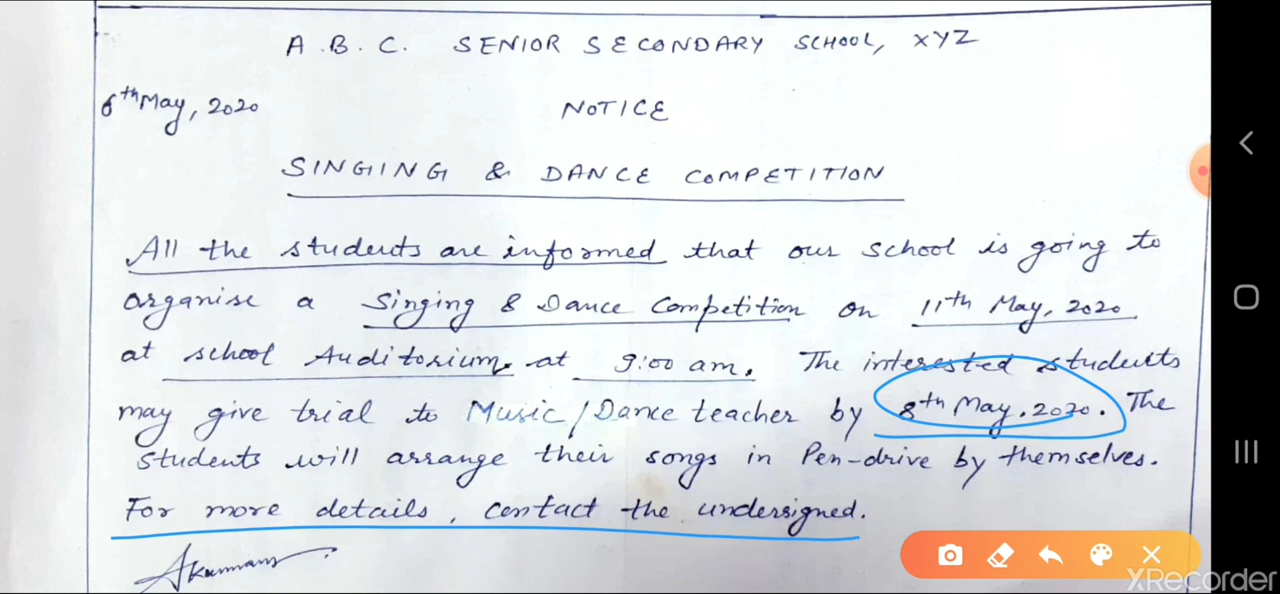 A.B.C. SENIOR SECONDARY SCHOOL, XYZ
6th May, 2020
NOTICE
SINGING & DANCE COMPETITION
All the students are informed that our school is going to
organise a Singing & Dance Competition on 11th May, 2020
at school Auditorium. at 9:00 am. The interested students
may give trial to Music/Dance teacher by 8th May. 2020. The
students will arrange their songs in Pen-drive by themselves.
For more details, contact the undersigned.
XRecorder